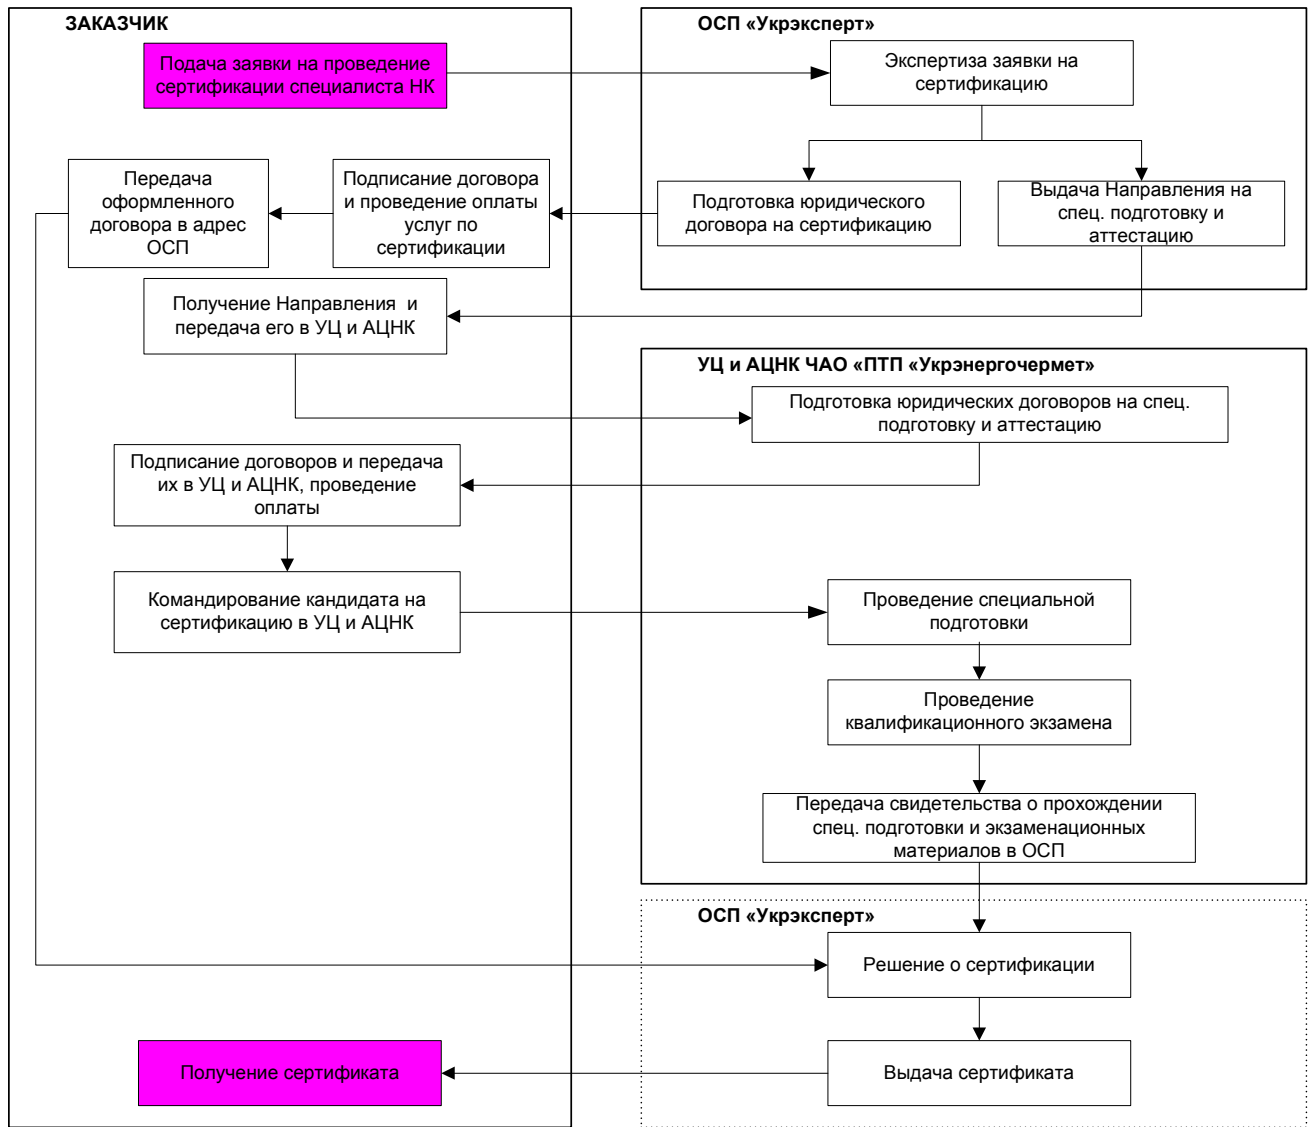 ЗАКАЗЧИК
Подача заявки на проведение
сертификации специалиста НК
ОСП «Укрэксперт»
Экспертиза заявки на
сертификацию
Передача
оформленного
договора в адрес
ОСП
Подписание договора
и проведение оплаты
услуг по
сертификации
Подготовка юридического
договора на сертификацию
Выдача Направления на
спец. подготовку и
аттестацию
Получение Направления и
передача его в УЦ и АЦНК
УЦ и АЦНК ЧАО «ПТП «Укрэнергочермет»
Подготовка юридических договоров на спец.
подготовку и аттестацию
Подписание договоров и передача
их в УЦ и АЦНК, проведение
оплаты
Командирование кандидата на
сертификацию в УЦ и АЦНК
Проведение специальной
подготовки
Проведение
квалификационного экзамена
Передача свидетельства о прохождении
спец. подготовки и экзаменационных
материалов в ОСП
ОСП «Укрэксперт»
Решение о сертификации
Получение сертификата
Выдача сертификата